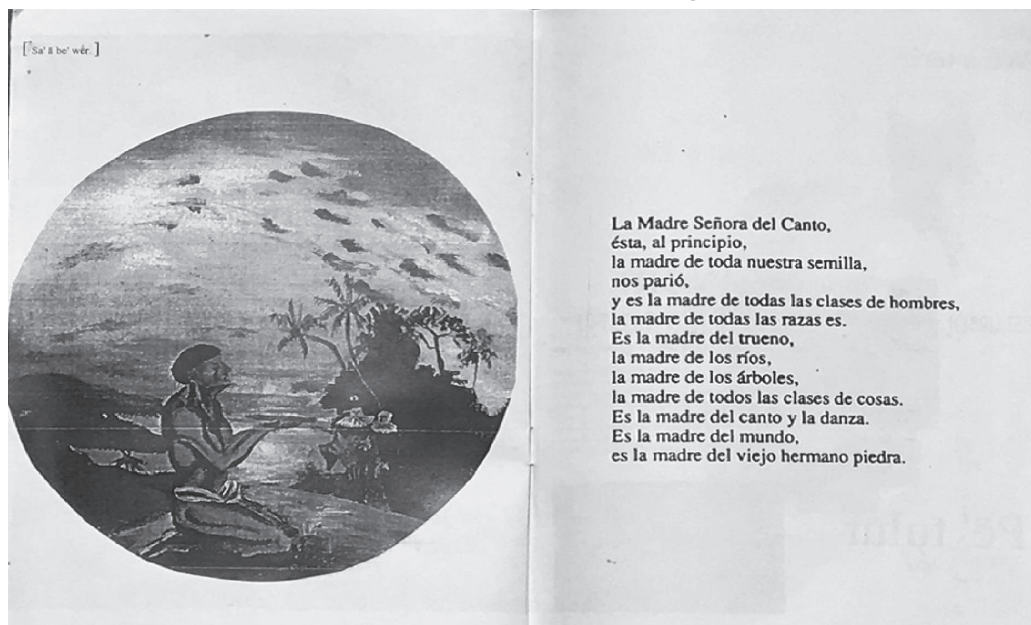 [ Sa' ä be' wér. ]
La Madre Señora del Canto,
ésta, al principio,
la madre de toda nuestra semilla,
nos parió,
y es la madre de todas las clases de hombres,
la madre de todas las razas es.
Es la madre del trueno,
la madre de los ríos,
la madre de los árboles,
la madre de todos las clases de cosas.
Es la madre del canto y la danza.
Es la madre del mundo,
es la madre del viejo hermano piedra.